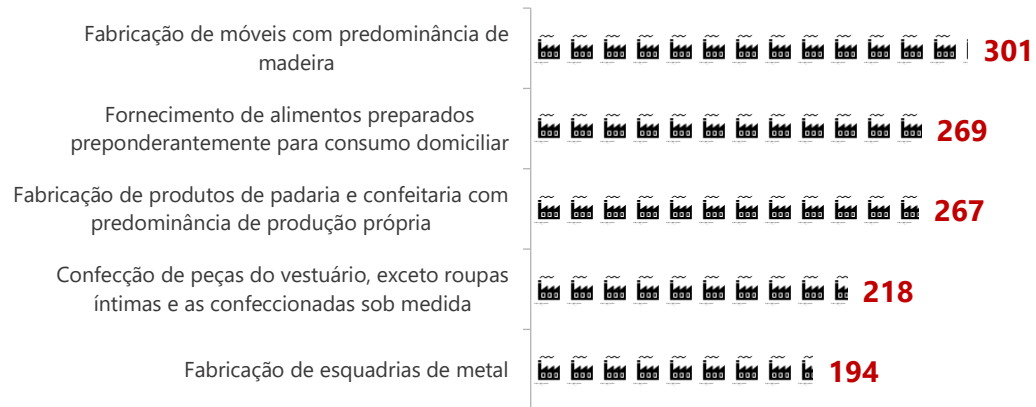 Fabricação de móveis com predominância de
madeira
301
Fornecimento de alimentos preparados
preponderantemente para consumo domiciliar
269
Fabricação de produtos de padaria e confeitaria com
predominância de produção própria
267
Confecção de peças do vestuário, exceto roupas
íntimas e as confeccionadas sob medida
218
Fabricação de esquadrias de metal
194